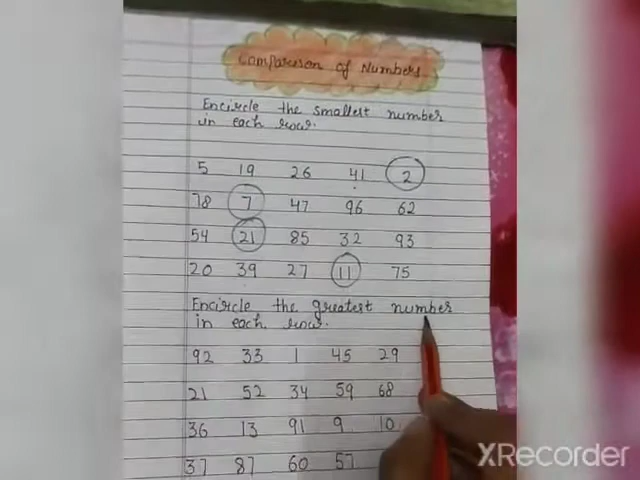 Comparison of Numbers
Encircle the smallest number
in each row.
5 19 26 41 2
78 7 47 96 62
54 21 85 32 93
20 39 27 11 75
Encircle the greatest number
in each row.
92 33 1 45 29
21 52 34 59 68
36 13 91 9 10
37 87 60 57
XRecorder